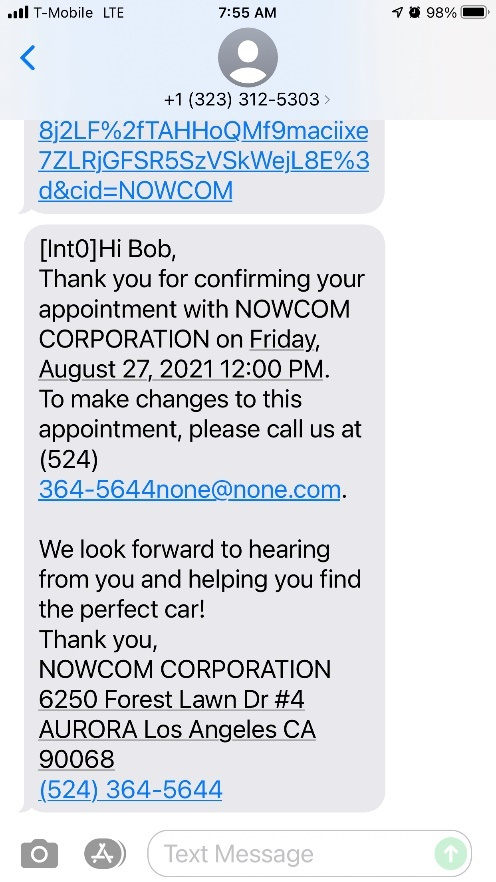 T-Mobile LTE 7:55 AM 98%
+1 (323) 312-5303
8j2LF%2fTAHHoQMf9maciixe
7ZLRjGFSR5SzVSkWejL8E%3
d&cid=NOWCOM
[Int0]Hi Bob,
Thank you for confirming your
appointment with NOWCOM
CORPORATION on Friday,
August 27, 2021 12:00 PM.
To make changes to this
appointment, please call us at
(524)
364-5644none@none.com.
We look forward to hearing
from you and helping you find
the perfect car!
Thank you,
NOWCOM CORPORATION
6250 Forest Lawn Dr #4
AURORA Los Angeles CA
90068
(524) 364-5644
Text Message